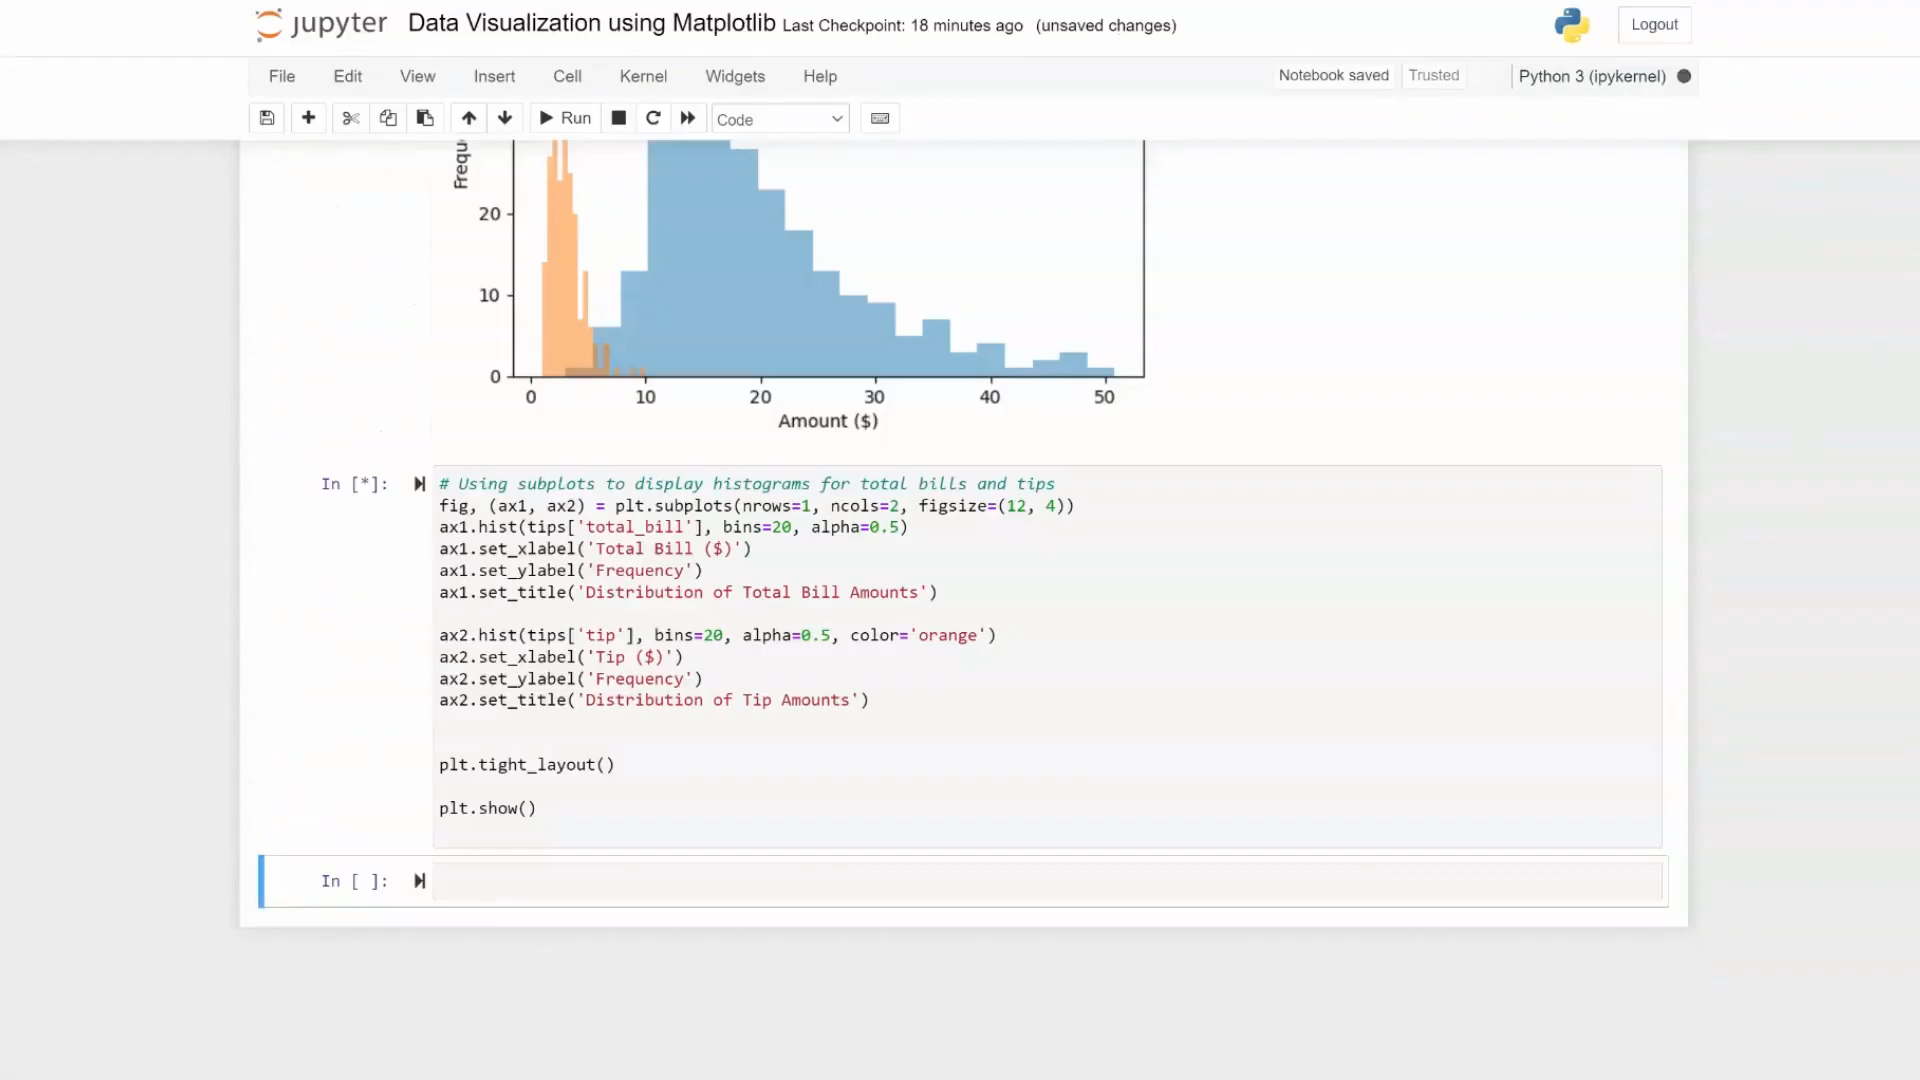 jupyter Data Visualization using Matplotlib Last Checkpoint: 18 minutes ago (unsaved changes) Logout
File Edit View Insert Cell Kernel Widgets Help Notebook saved Trusted Python 3 (ipykernel)
Run Code
Frequ
20
10
0
0 10 20 30 40 50
Amount ($)
In [*]: # Using subplots to display histograms for total bills and tips
fig, (ax1, ax2) = plt.subplots(nrows=1, ncols=2, figsize=(12, 4))
ax1.hist(tips['total_bill'], bins=20, alpha=0.5)
ax1.set_xlabel('Total Bill ($)')
ax1.set_ylabel('Frequency')
ax1.set_title('Distribution of Total Bill Amounts')
ax2.hist(tips['tip'], bins=20, alpha=0.5, color='orange')
ax2.set_xlabel('Tip ($)')
ax2.set_ylabel('Frequency')
ax2.set_title('Distribution of Tip Amounts')
plt.tight_layout()
plt.show()
In [ ]: